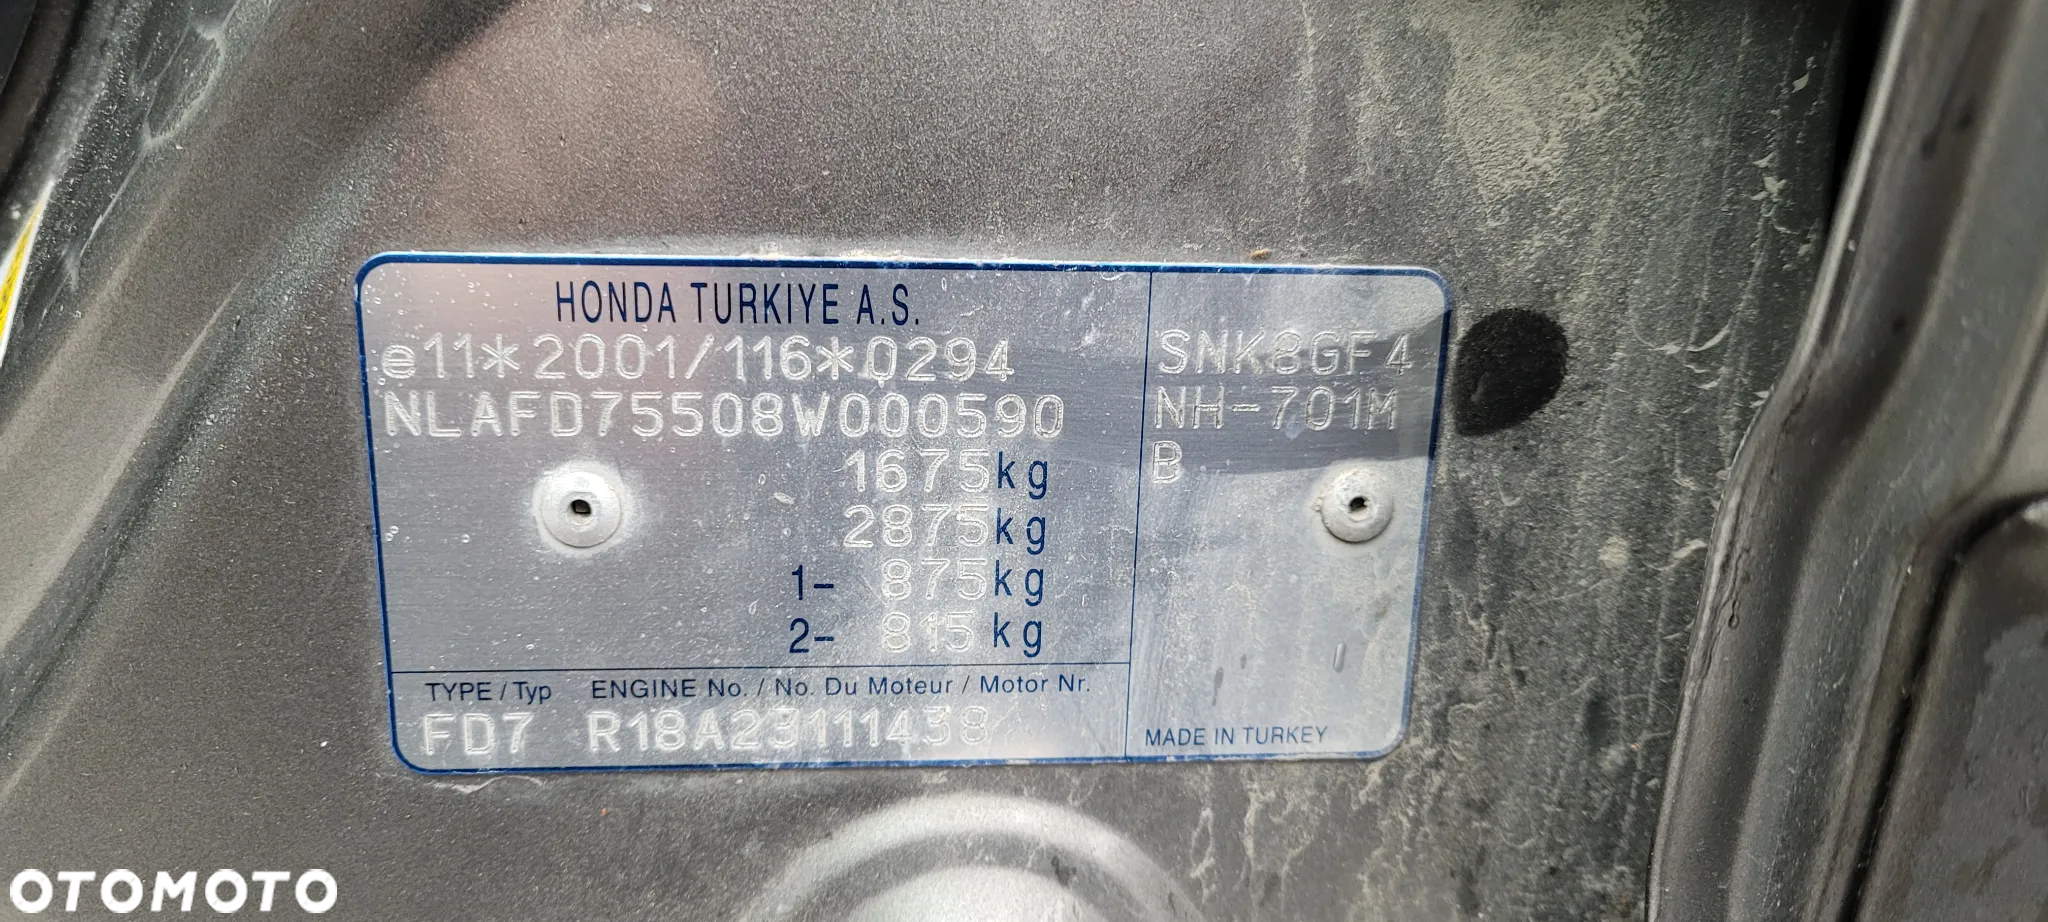 HONDA TURKIYE A.S.
e11*2001/116*0294
NLAFD75508W000590
1675kg
2875kg
1- 875kg
2- 815kg
TYPE / Typ ENGINE No. / No. Du Moteur / Motor Nr.
FD7 R18A23111438
SNK8GF4
NH-701M
B
MADE IN TURKEY
OTOMOTO